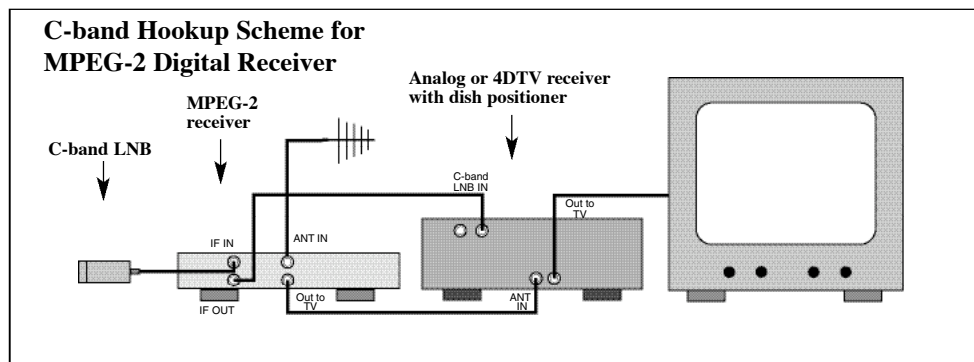 C-band Hookup Scheme for
MPEG-2 Digital Receiver
Analog or 4DTV receiver
with dish positioner
MPEG-2
receiver
C-band LNB
C-band
LNB IN
Out to
TV
IF IN
ANT IN
IF OUT
Out to
TV
ANT
IN